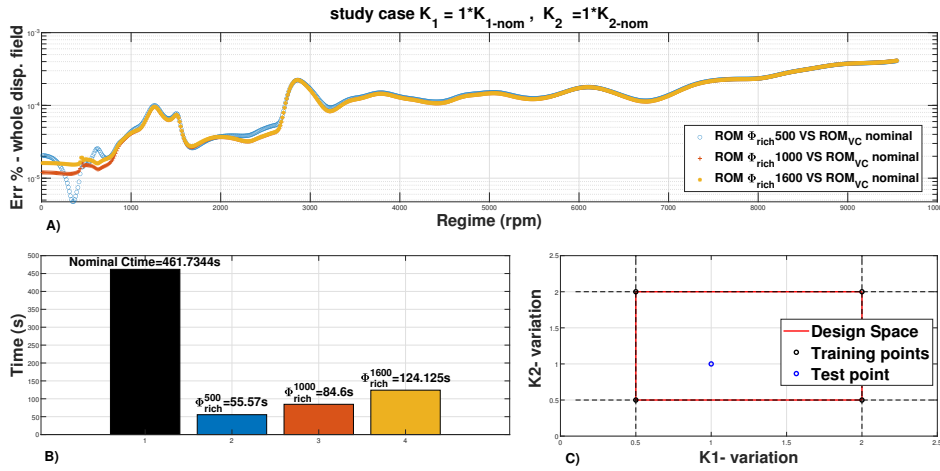 study case K1 = 1*K1-nom , K2 =1*K2-nom
Err % - whole disp. field
10-3
10-4
10-5
0 1000 2000 3000 4000 5000 6000 7000 8000 9000 10000
Regime (rpm)
A)
ROM Φrich500 VS ROMVC nominal
ROM Φrich1000 VS ROMVC nominal
ROM Φrich1600 VS ROMVC nominal
Time (s)
500
450
400
350
300
250
200
150
100
50
0
Nominal Ctime=461.7344s
Φ500rich=55.57s
Φ1000rich=84.6s
Φ1600rich=124.125s
1 2 3 4
B)
K2- variation
2.5
2
1.5
1
0.5
0
0 0.5 1 1.5 2 2.5
Design Space
Training points
Test point
K1- variation
C)